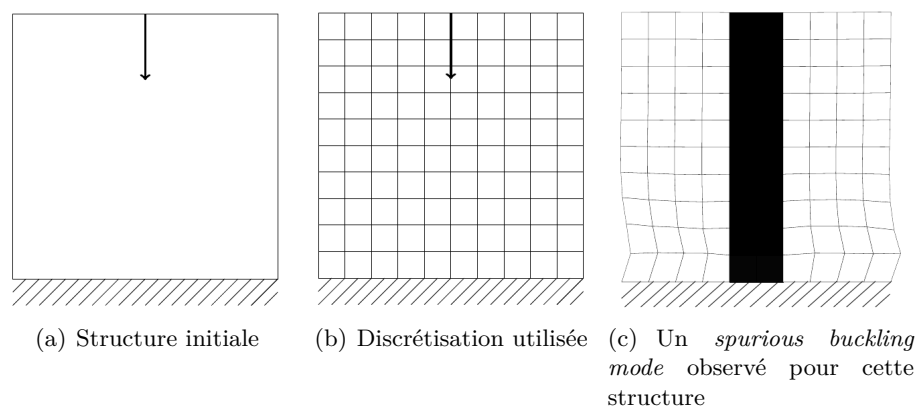 (a) Structure initiale
(b) Discrétisation utilisée
(c) Un spurious buckling
mode observé pour cette
structure